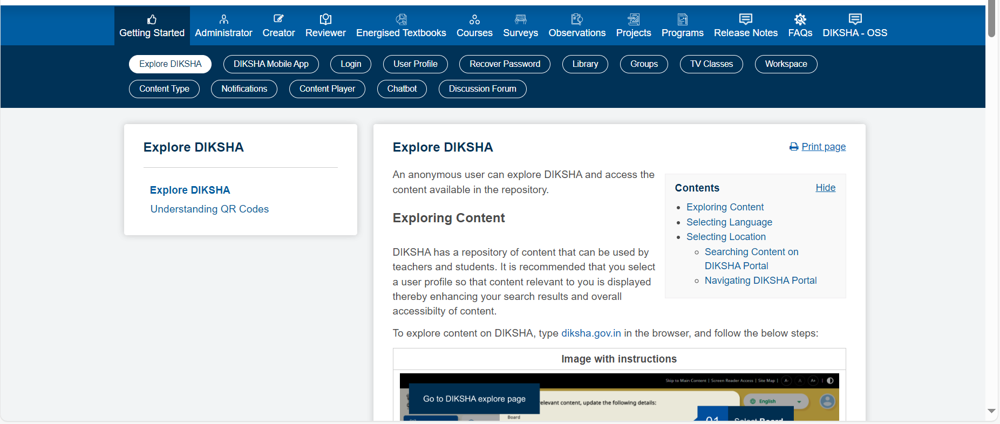 Getting Started
Administrator
Creator
Reviewer
Energised Textbooks
Courses
Surveys
Observations
Projects
Programs
Release Notes
FAQs
DIKSHA - OSS
Explore DIKSHA
DIKSHA Mobile App
Login
User Profile
Recover Password
Library
Groups
TV Classes
Workspace
Content Type
Notifications
Content Player
Chatbot
Discussion Forum
Explore DIKSHA
Explore DIKSHA
Understanding QR Codes
Explore DIKSHA
Print page
An anonymous user can explore DIKSHA and access the
content available in the repository.
Contents
Hide
Exploring Content
Selecting Language
Selecting Location
Searching Content on
DIKSHA Portal
Navigating DIKSHA Portal
Exploring Content
DIKSHA has a repository of content that can be used by
teachers and students. It is recommended that you select
a user profile so that content relevant to you is displayed
thereby enhancing your search results and overall
accessibilty of content.
To explore content on DIKSHA, type diksha.gov.in in the browser, and follow the below steps:
Image with instructions
Skip to Main Content | Screen Reader Access | Site Map | A- A A+ |
Go to DIKSHA explore page
relevant content, update the following details:
English
Board
01
Select Board